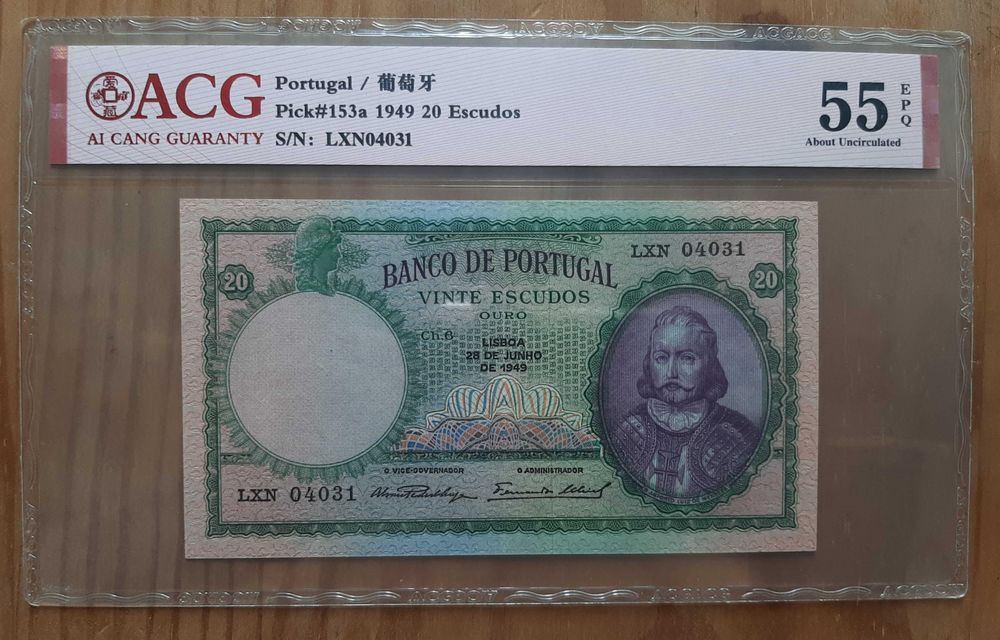 ACG
AI CANG GUARANTY
Portugal / 葡萄牙
Pick#153a 1949 20 Escudos
S/N: LXN04031
55
EPQ
About Uncirculated
LXN 04031
20
20
BANCO DE PORTUGAL
VINTE ESCUDOS
OURO
Ch.6
LISBOA
28 DE JUNHO
DE 1949
O VICE-GOVERNADOR
O ADMINISTRADOR
LXN 04031